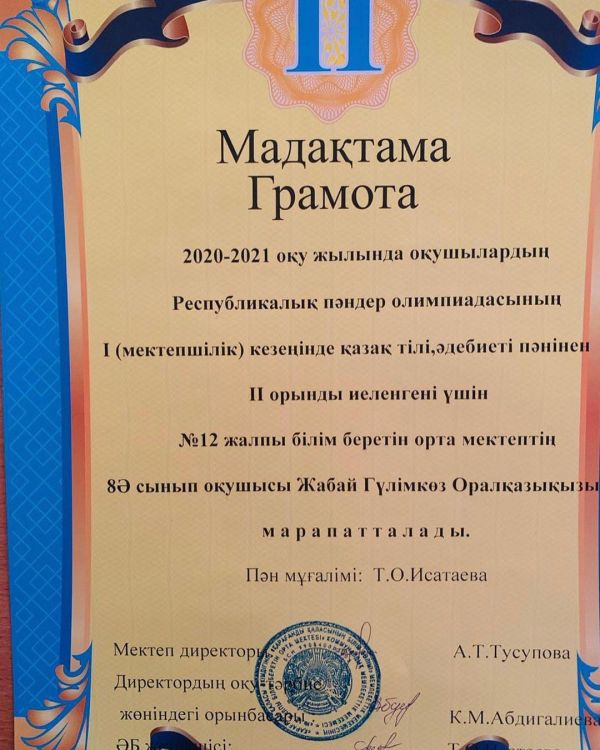 II
Мадақтама
Грамота
2020-2021 оқу жылында оқушылардың
Республикалық пәндер олимпиадасының
I (мектепшілік) кезеңінде қазақ тілі,әдебиеті пәнінен
II орынды иеленгені үшін
№12 жалпы білім беретін орта мектептің
8Ә сынып оқушысы Жабай Гүлімкөз Оралқазықызы
м а р а п а т т а л а д ы.
Пән мұғалімі: Т.О.Исатаева
Мектеп директоры А.Т.Тусупова
Директордың оқу
жөніндегі орынбасары К.М.Абдигалиева
ӘБ